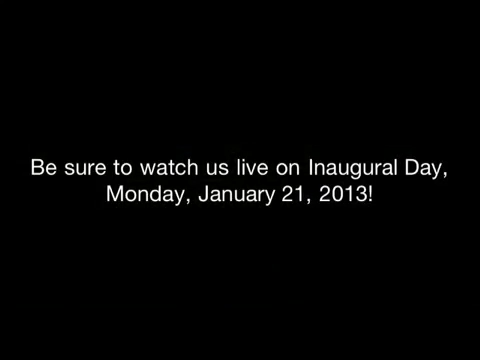 Be sure to watch us live on Inaugural Day,
Monday, January 21, 2013!